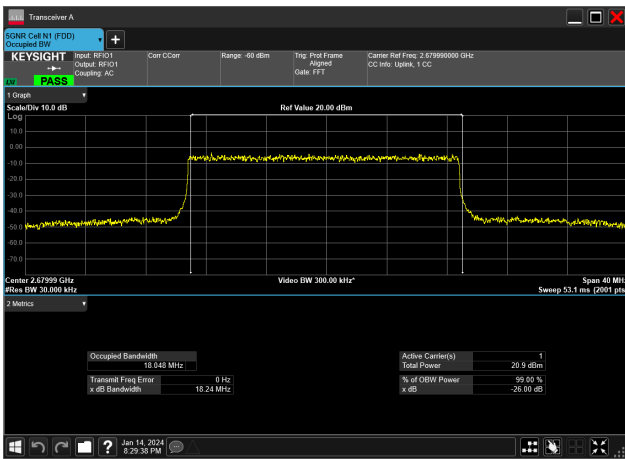 Transceiver A
5GNR Cell N1 (FDD)
Occupied BW
KEYSIGHT
LXI PASS
Input: RFIO1
Output: RFIO1
Coupling: AC
Corr CCorr
Range: -60 dBm
Trig: Prot Frame
Aligned
Gate: FFT
Carrier Ref Freq: 2.679990000 GHz
CC Info: Uplink, 1 CC
1 Graph
Scale/Div 10.0 dB
Ref Value 20.00 dBm
Log
10.0
0.00
-10.0
-20.0
-30.0
-40.0
-50.0
-60.0
-70.0
Center 2.67999 GHz
Video BW 300.00 kHz*
Span 40 MHz
#Res BW 30.000 kHz
Sweep 53.1 ms (2001 pts
2 Metrics
Occupied Bandwidth
18.048 MHz
Transmit Freq Error 0 Hz
x dB Bandwidth 18.24 MHz
Active Carrier(s) 1
Total Power 20.9 dBm
% of OBW Power 99.00 %
x dB -26.00 dB
Jan 14, 2024
8:29:38 PM